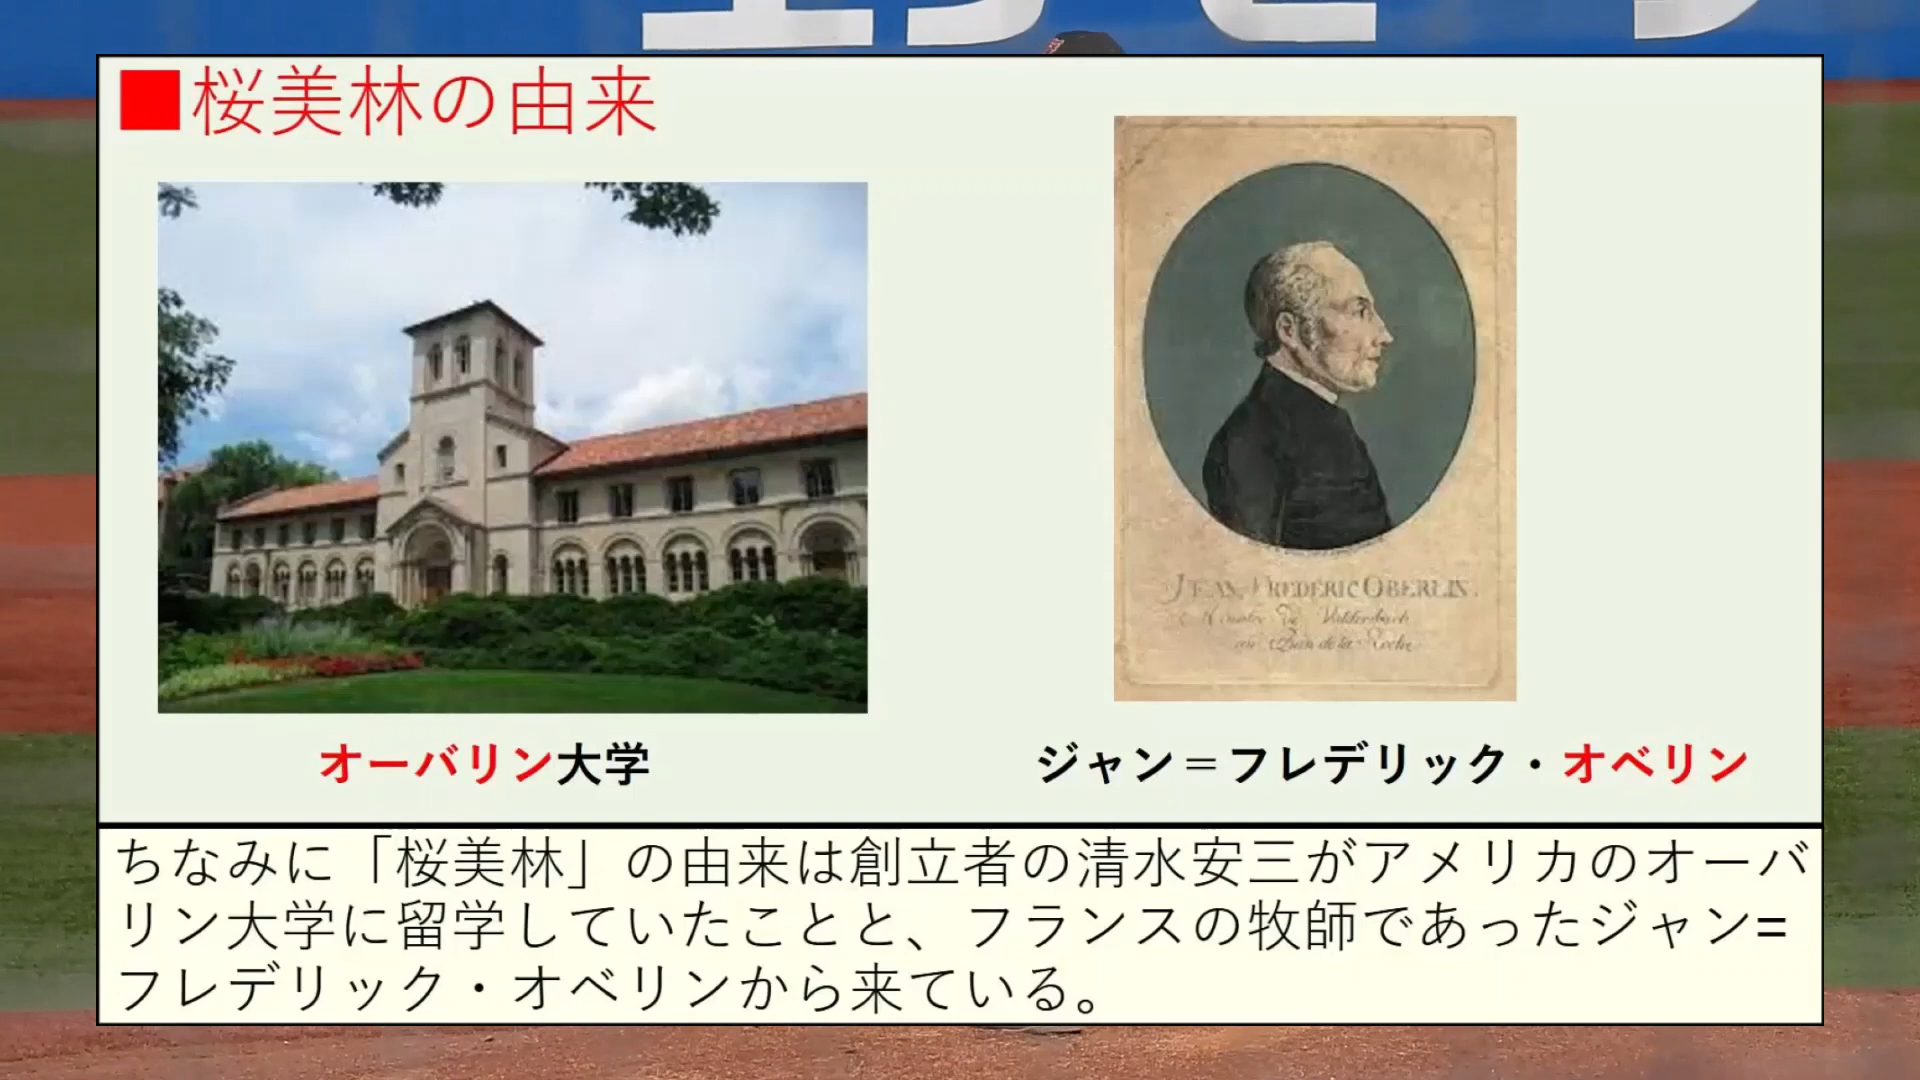 ■桜美林の由来
JEAN FREDERIC OBERLIN.
オーバリン大学
ジャン＝フレデリック・オベリン
ちなみに「桜美林」の由来は創立者の清水安三がアメリカのオーバ
リン大学に留学していたことと、フランスの牧師であったジャン=
フレデリック・オベリンから来ている。